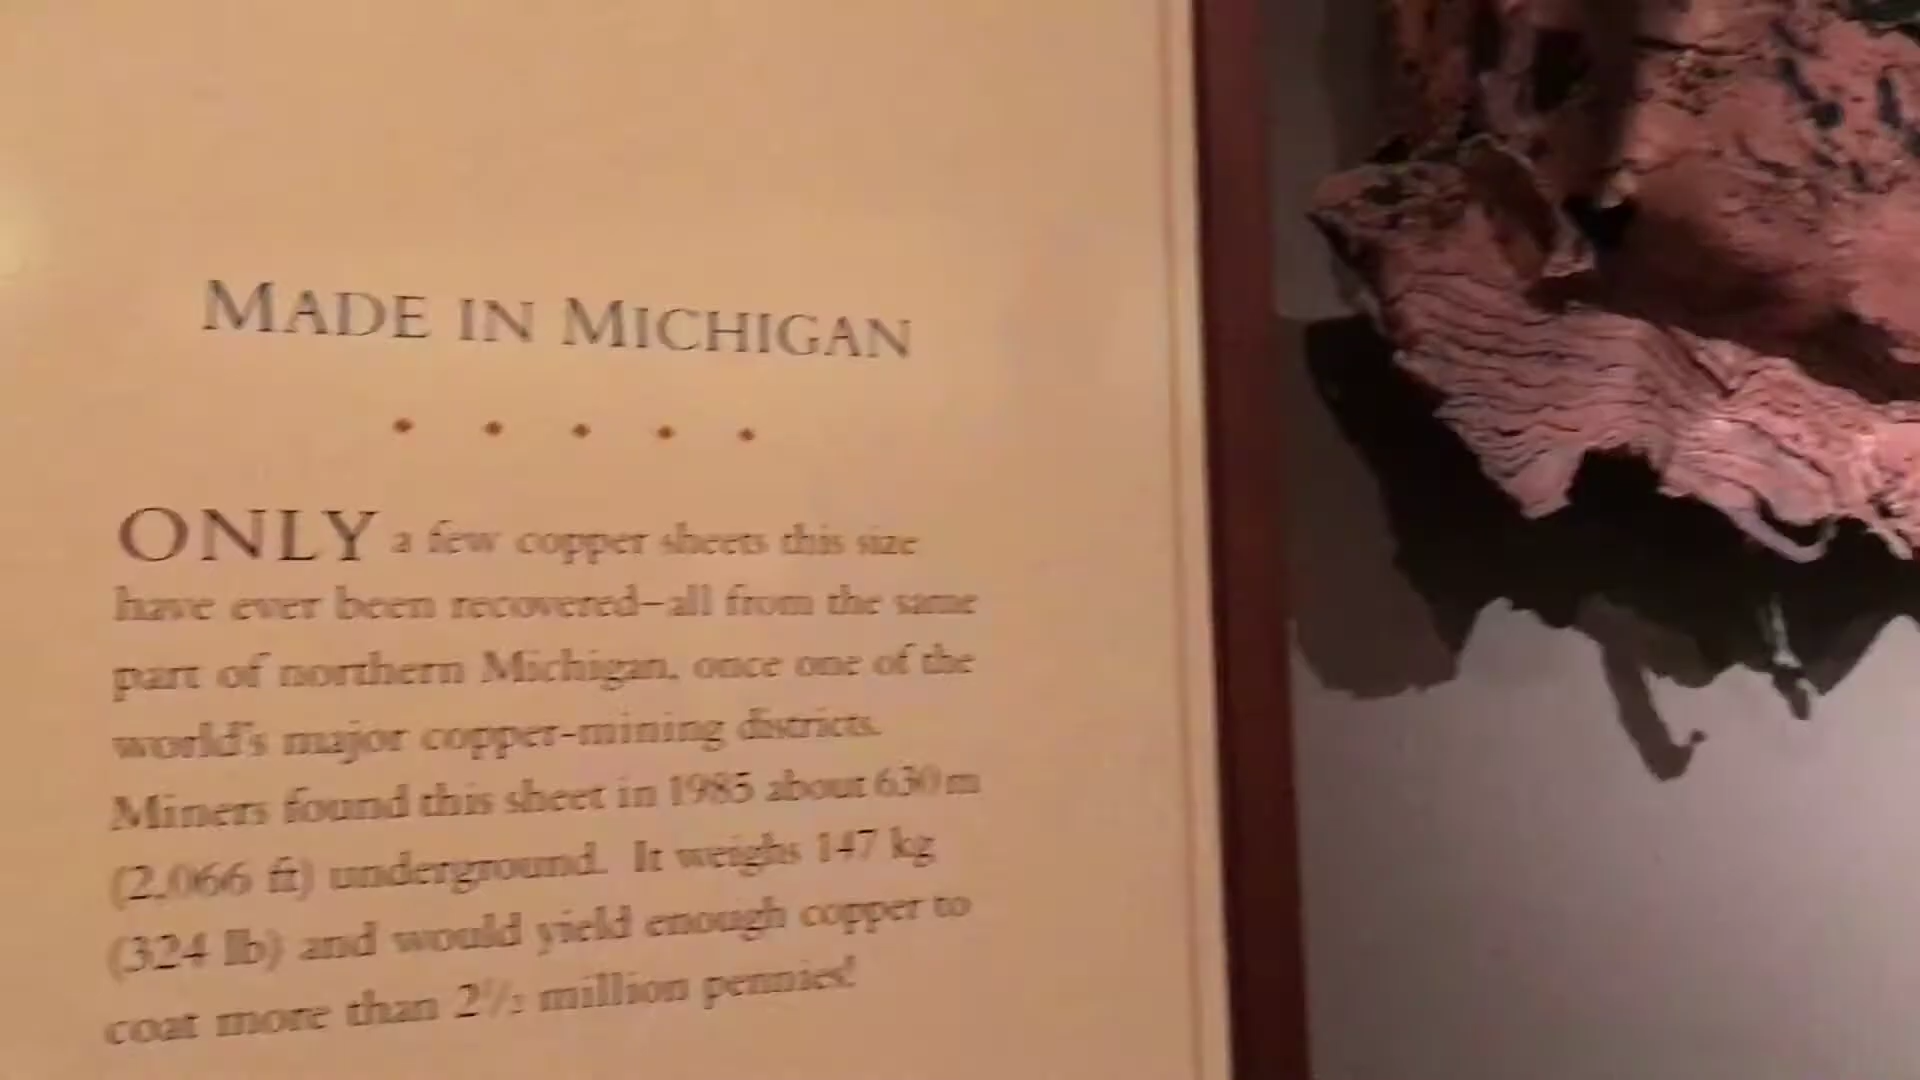 MADE IN MICHIGAN
ONLY a few copper sheets this size
have ever been recovered–all from the same
part of northern Michigan, once one of the
world's major copper-mining districts.
Miners found this sheet in 1985 about 630 m
(2,066 ft) underground. It weighs 147 kg
(324 lb) and would yield enough copper to
coat more than 2 1/2 million pennies!